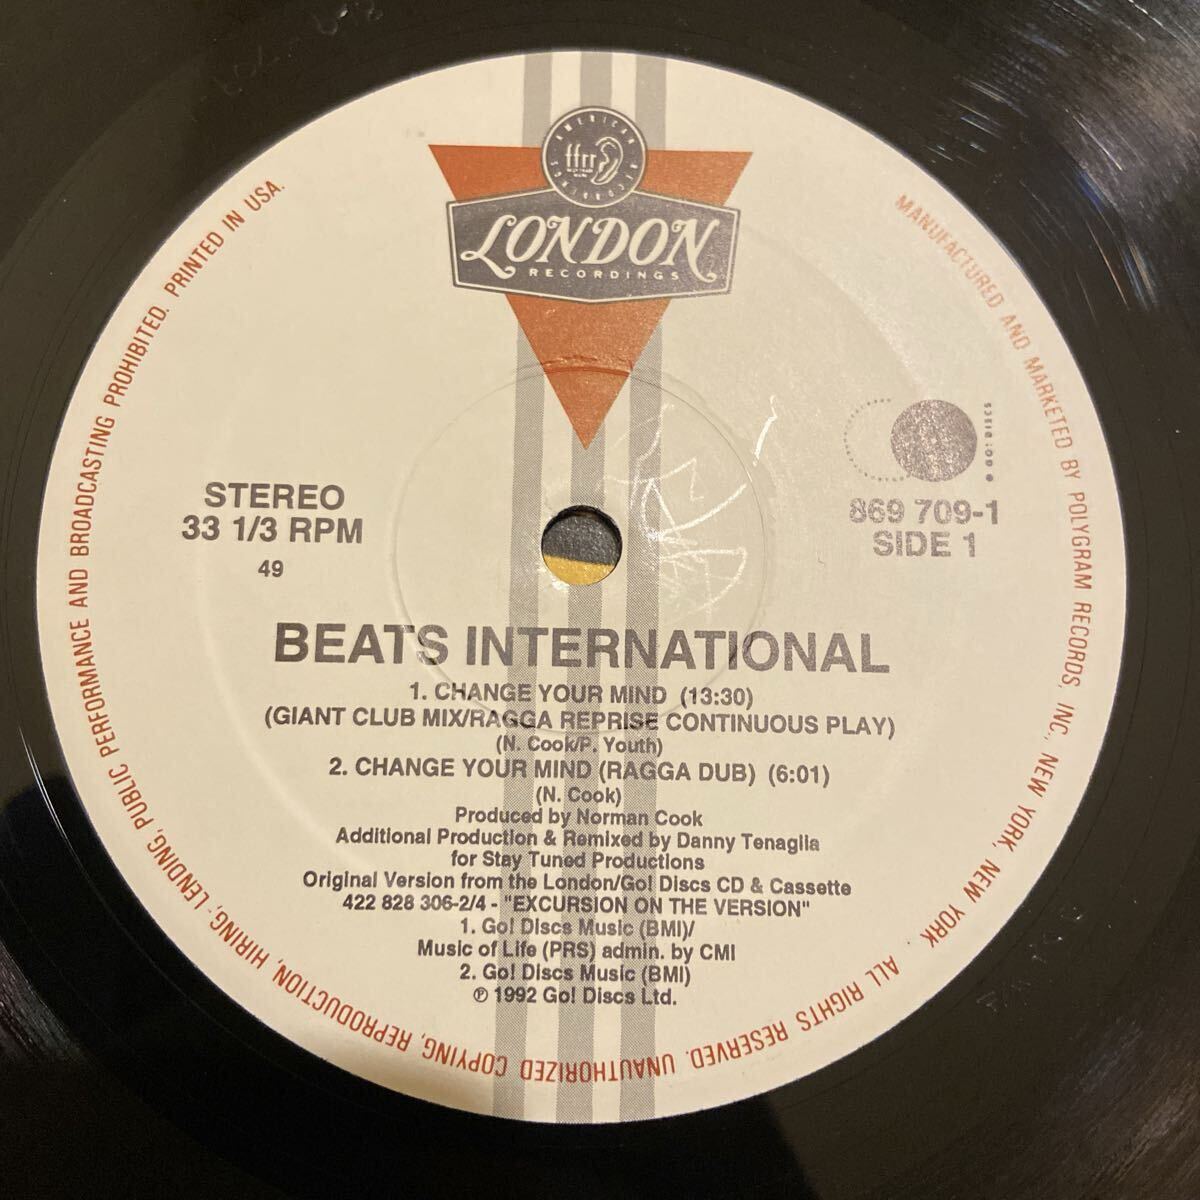 AMERICAN
ffrr
LONDON
RECORDINGS
GO! DISCS
STEREO
33 1/3 RPM
49
869 709-1
SIDE 1
BEATS INTERNATIONAL
1. CHANGE YOUR MIND (13:30)
(GIANT CLUB MIX/RAGGA REPRISE CONTINUOUS PLAY)
(N. Cook/P. Youth)
2. CHANGE YOUR MIND (RAGGA DUB) (6:01)
(N. Cook)
Produced by Norman Cook
Additional Production & Remixed by Danny Tenaglia
for Stay Tuned Productions
Original Version from the London/Go! Discs CD & Cassette
422 828 306-2/4 - "EXCURSION ON THE VERSION"
1. Go! Discs Music (BMI)/
Music of Life (PRS) admin. by CMI
2. Go! Discs Music (BMI)
℗ 1992 Go! Discs Ltd.
MANUFACTURED AND MARKETED BY POLYGRAM RECORDS, INC., NEW YORK, NEW YORK. ALL RIGHTS RESERVED. UNAUTHORIZED COPYING, REPRODUCTION, HIRING, LENDING, PUBLIC PERFORMANCE AND BROADCASTING PROHIBITED. PRINTED IN USA.